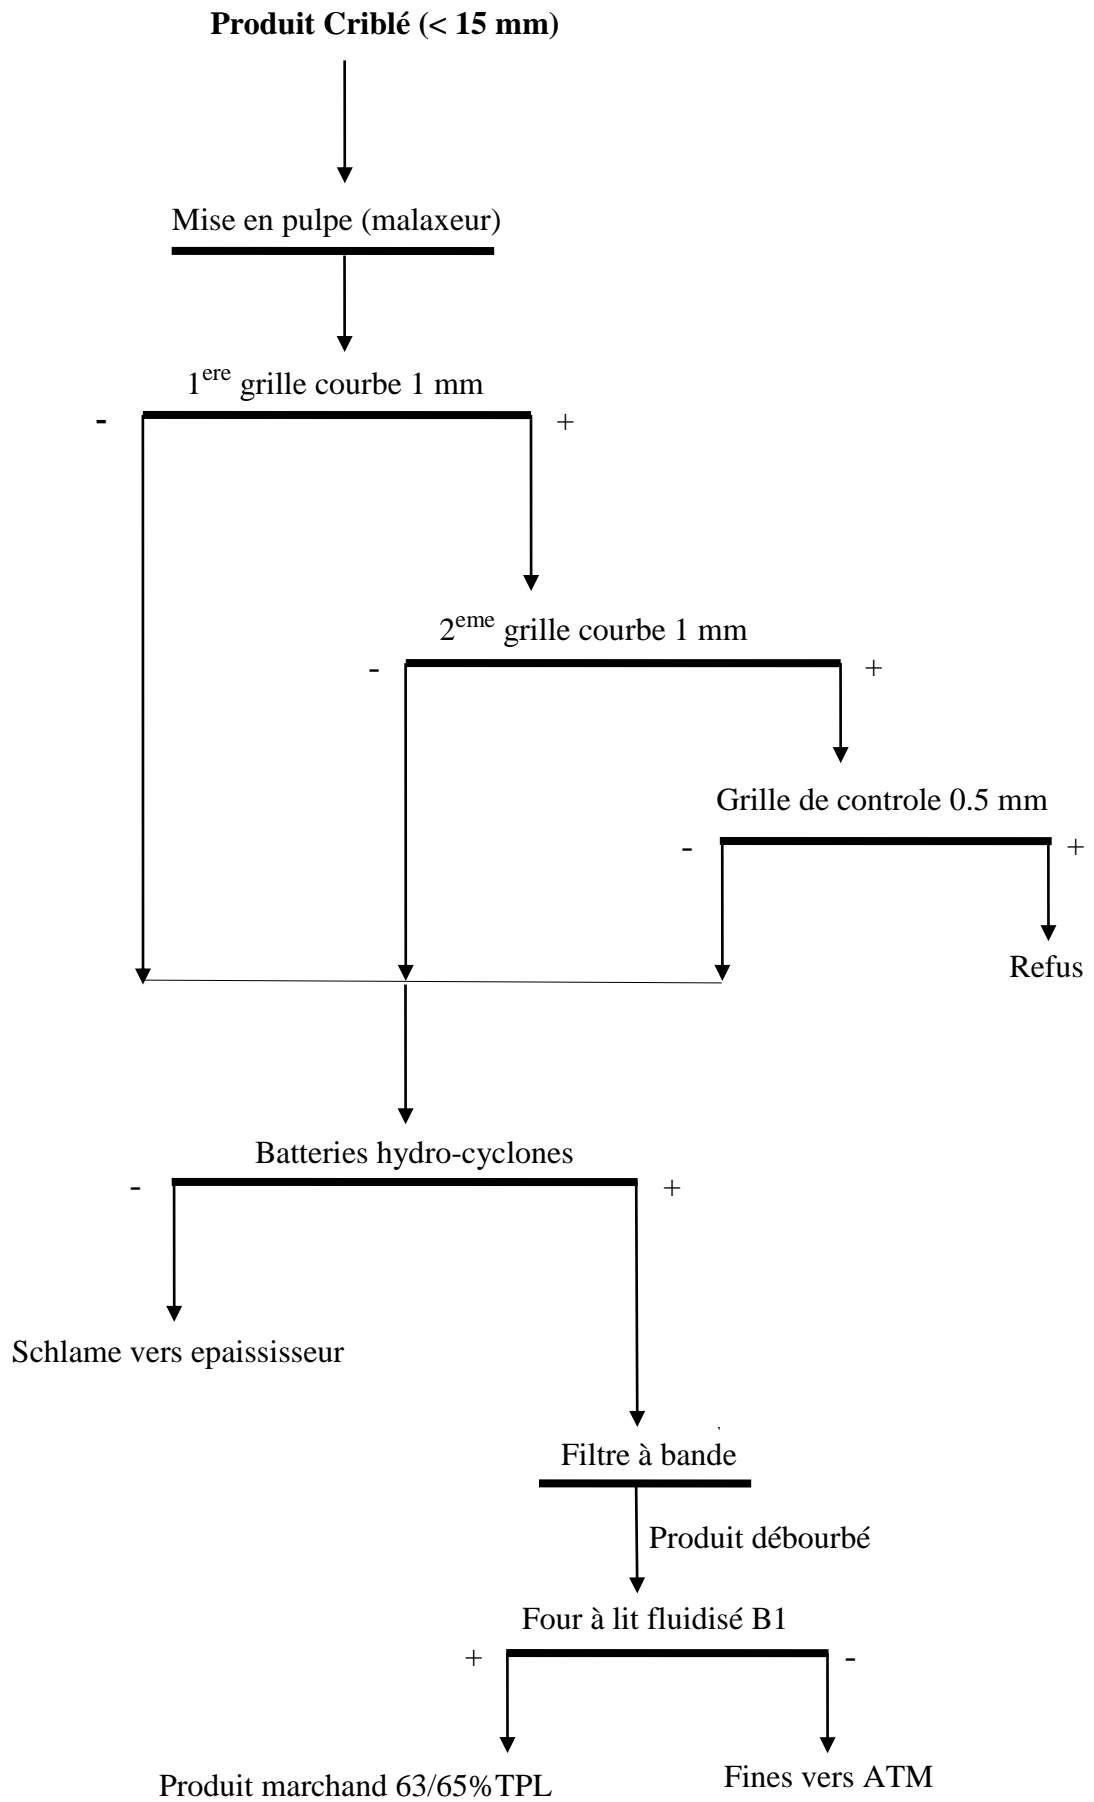 Produit Criblé (< 15 mm)
Mise en pulpe (malaxeur)
1ere grille courbe 1 mm
- +
2eme grille courbe 1 mm
- +
Grille de controle 0.5 mm
- +
Refus
Batteries hydro-cyclones
- +
Schlame vers epaississeur
Filtre à bande
Produit débourbé
Four à lit fluidisé B1
+ -
Produit marchand 63/65%TPL
Fines vers ATM